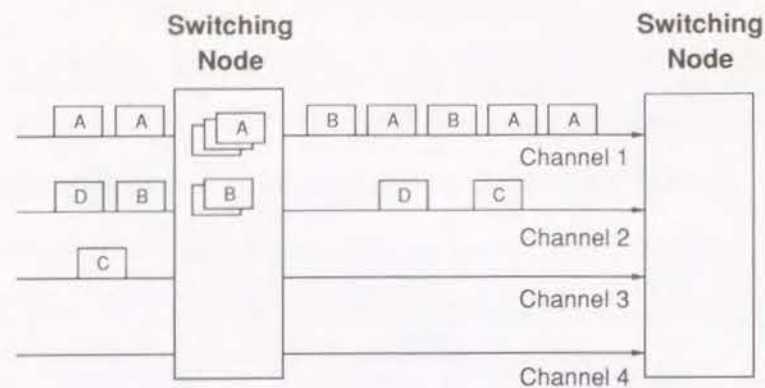 Switching Node
Switching Node
A A A B A B A A
Channel 1
D B B D C
Channel 2
C
Channel 3
Channel 4